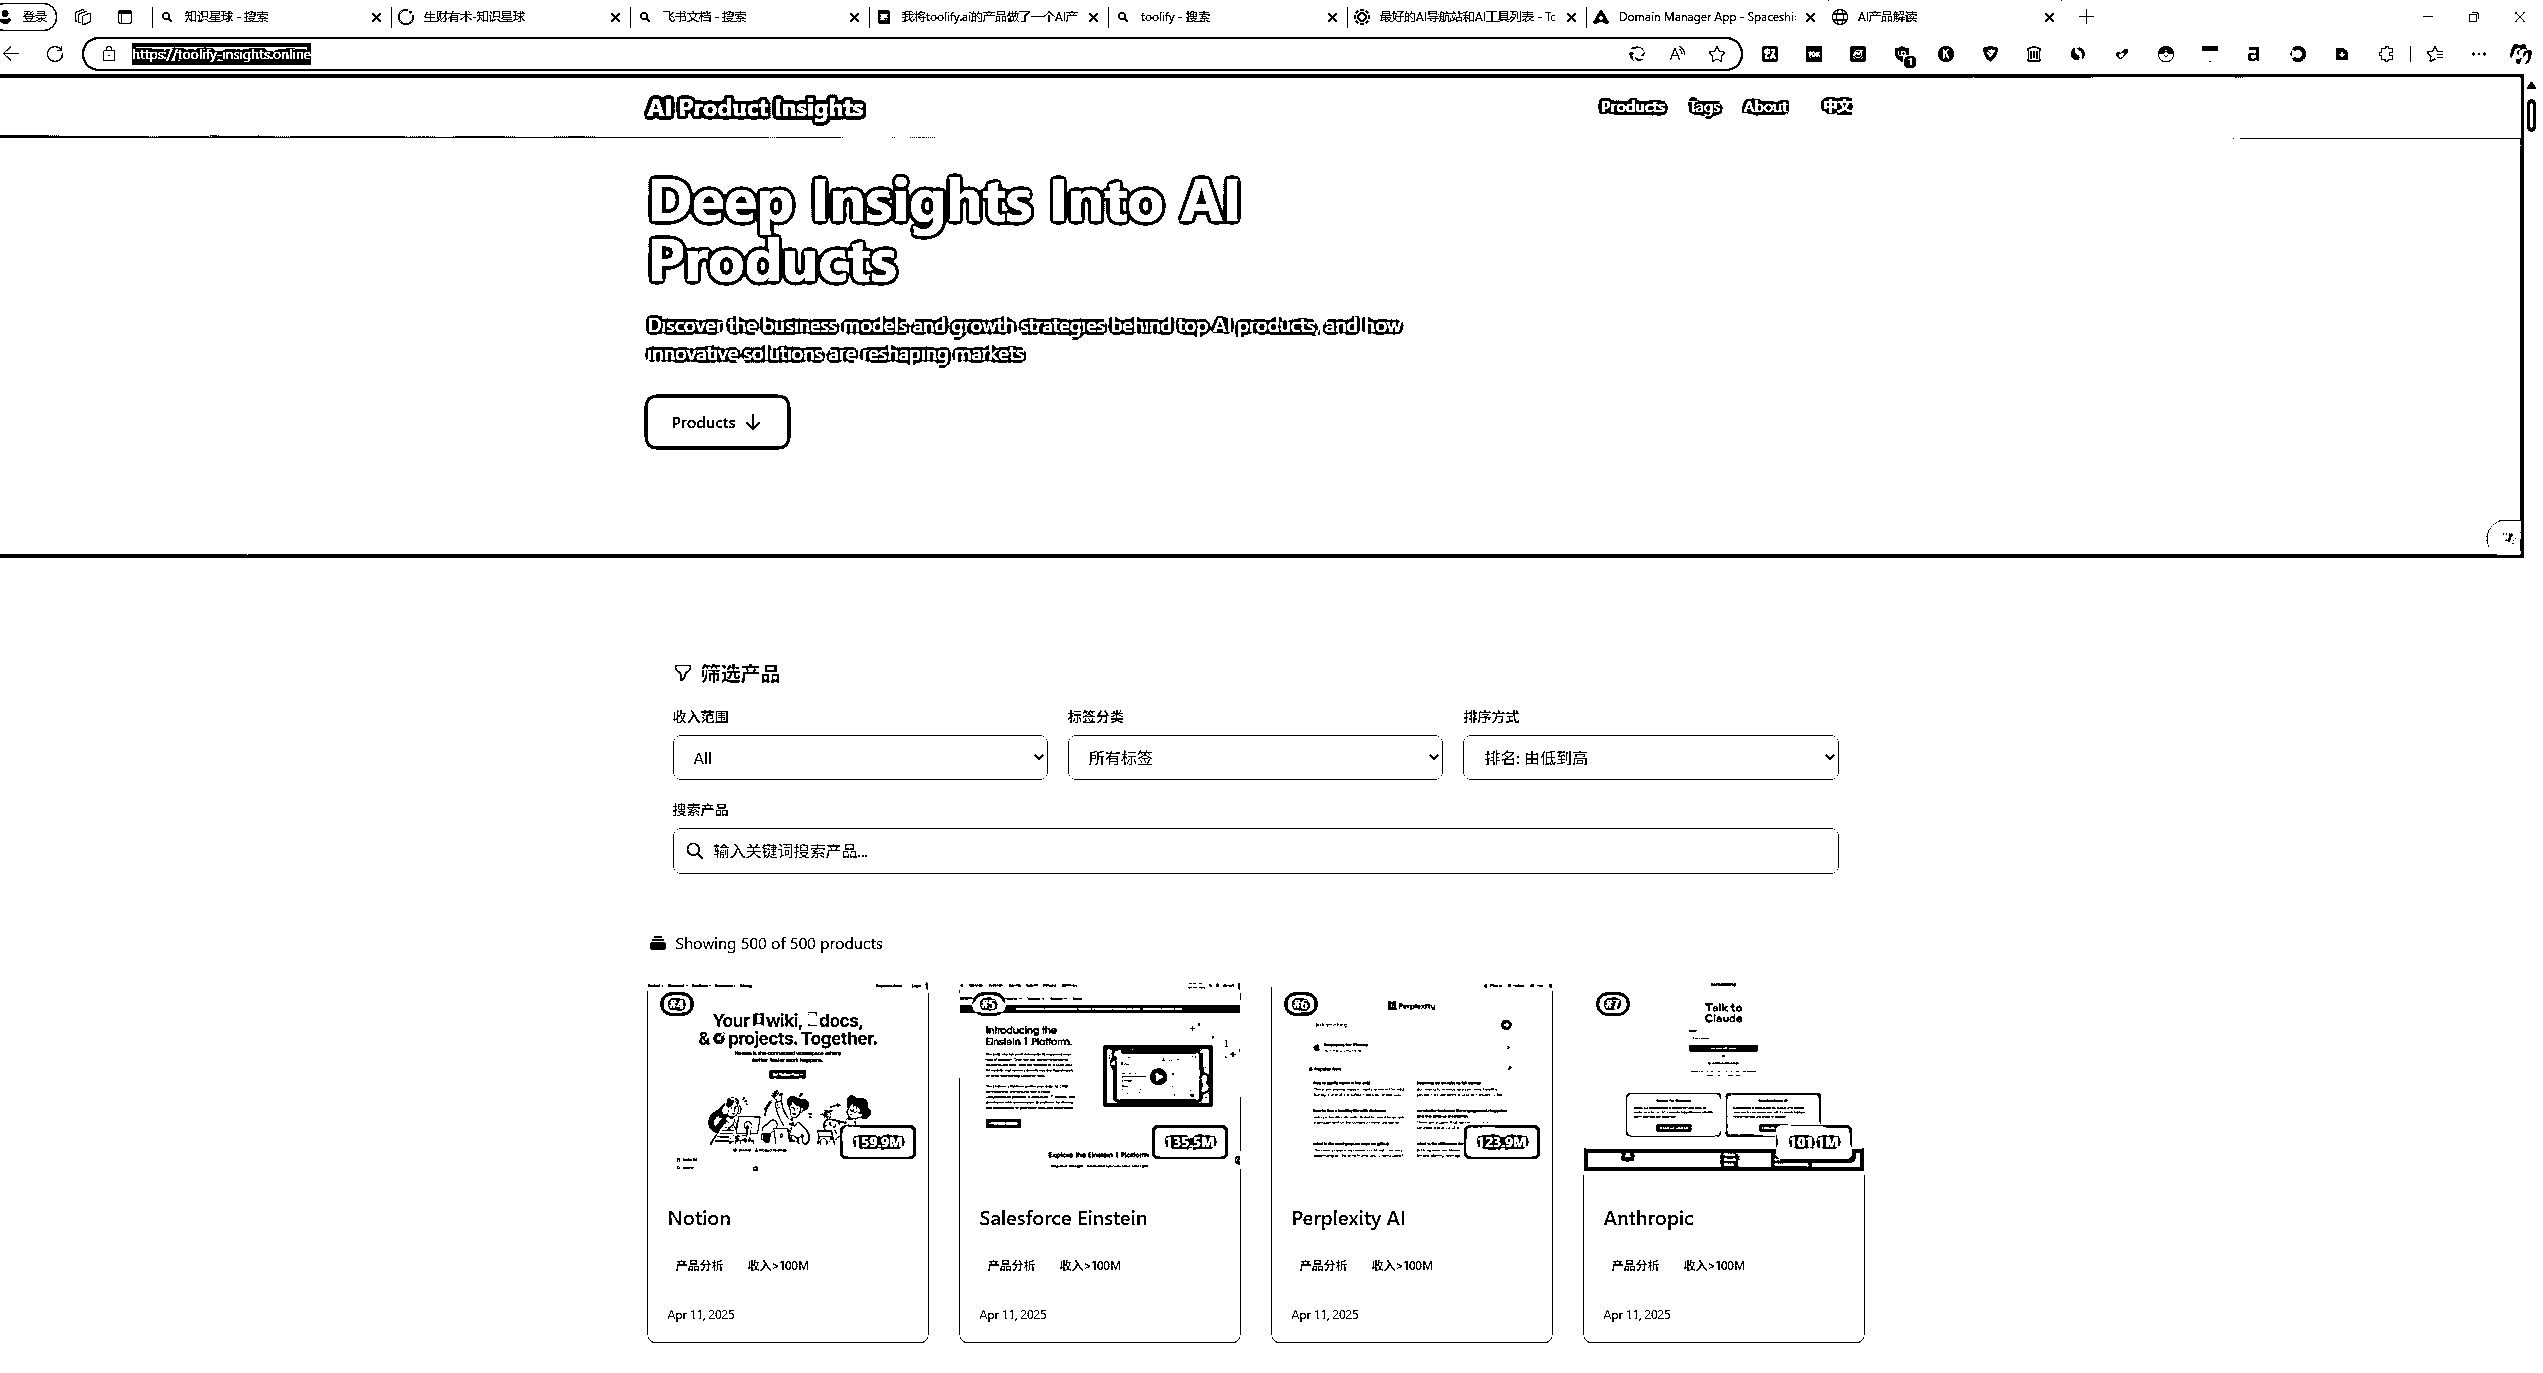 登录
知识星球 - 搜索
生财有术-知识星球
飞书文档 - 搜索
我将toolify.ai的产品做了一个AI产
toolify - 搜索
最好的AI导航站和AI工具列表 - To
Domain Manager App - Spaceshi
AI产品解读
https://toolify-insights.online
AI Product Insights
Products
Tags
About
中文
Deep Insights Into AI
Products
Discover the business models and growth strategies behind top AI products, and how
innovative solutions are reshaping markets
Products
筛选产品
收入范围
标签分类
排序方式
All
所有标签
排名: 由低到高
搜索产品
输入关键词搜索产品...
Showing 500 of 500 products
#4
Your wiki, docs,
& projects. Together.
159.9M
Notion
产品分析
收入>100M
Apr 11, 2025
#5
Introducing the
Einstein 1 Platform.
Explore the Einstein 1 Platform
135.5M
Salesforce Einstein
产品分析
收入>100M
Apr 11, 2025
#6
Perplexity
123.9M
Perplexity AI
产品分析
收入>100M
Apr 11, 2025
#7
Talk to
Claude
101.1M
Anthropic
产品分析
收入>100M
Apr 11, 2025